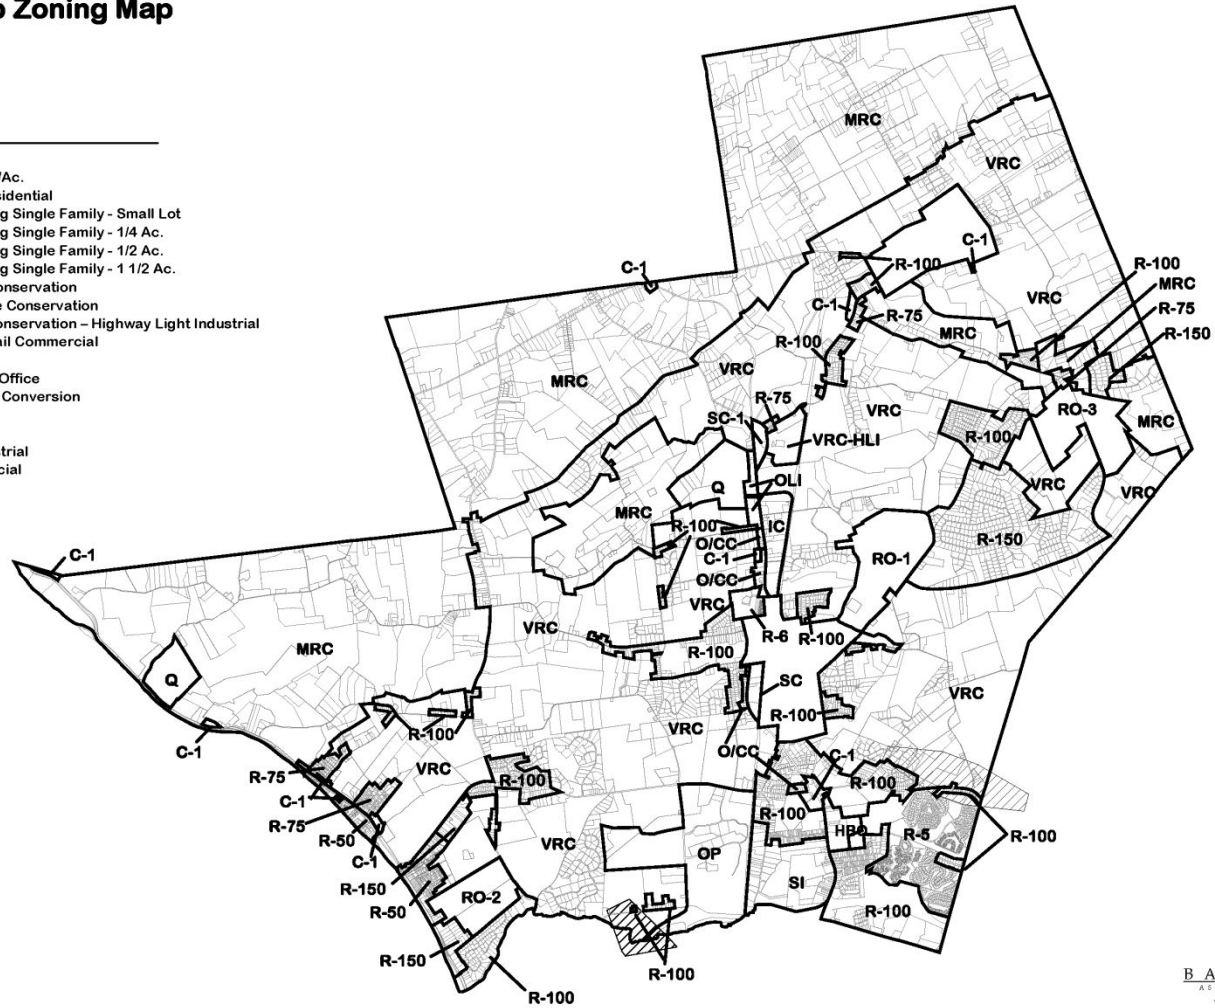 Zoning Map
/Ac.
sidential
g Single Family - Small Lot
g Single Family - 1/4 Ac.
g Single Family - 1/2 Ac.
g Single Family - 1 1/2 Ac.
onservation
e Conservation
onservation – Highway Light Industrial
ail Commercial
Office
Conversion
strial
cial
MRC
VRC
C-1
C-1
R-100
R-100
VRC
MRC
C-1
R-75
R-75
MRC
R-150
R-100
VRC
MRC
R-75
VRC
RO-3
SC-1
MRC
R-100
VRC-HLI
Q
OLI
VRC
VRC
MRC
R-100
IC
O/CC
R-150
C-1
C-1
RO-1
O/CC
VRC
VRC
R-6
R-100
MRC
R-100
Q
SC
VRC
R-100
VRC
R-100
C-1
O/CC
C-1
VRC
R-75
R-100
R-100
C-1
R-100
R-75
HBO
R-5
R-100
R-50
VRC
C-1
OP
R-150
SI
RO-2
R-50
R-100
R-150
R-100
R-100
B A
A S